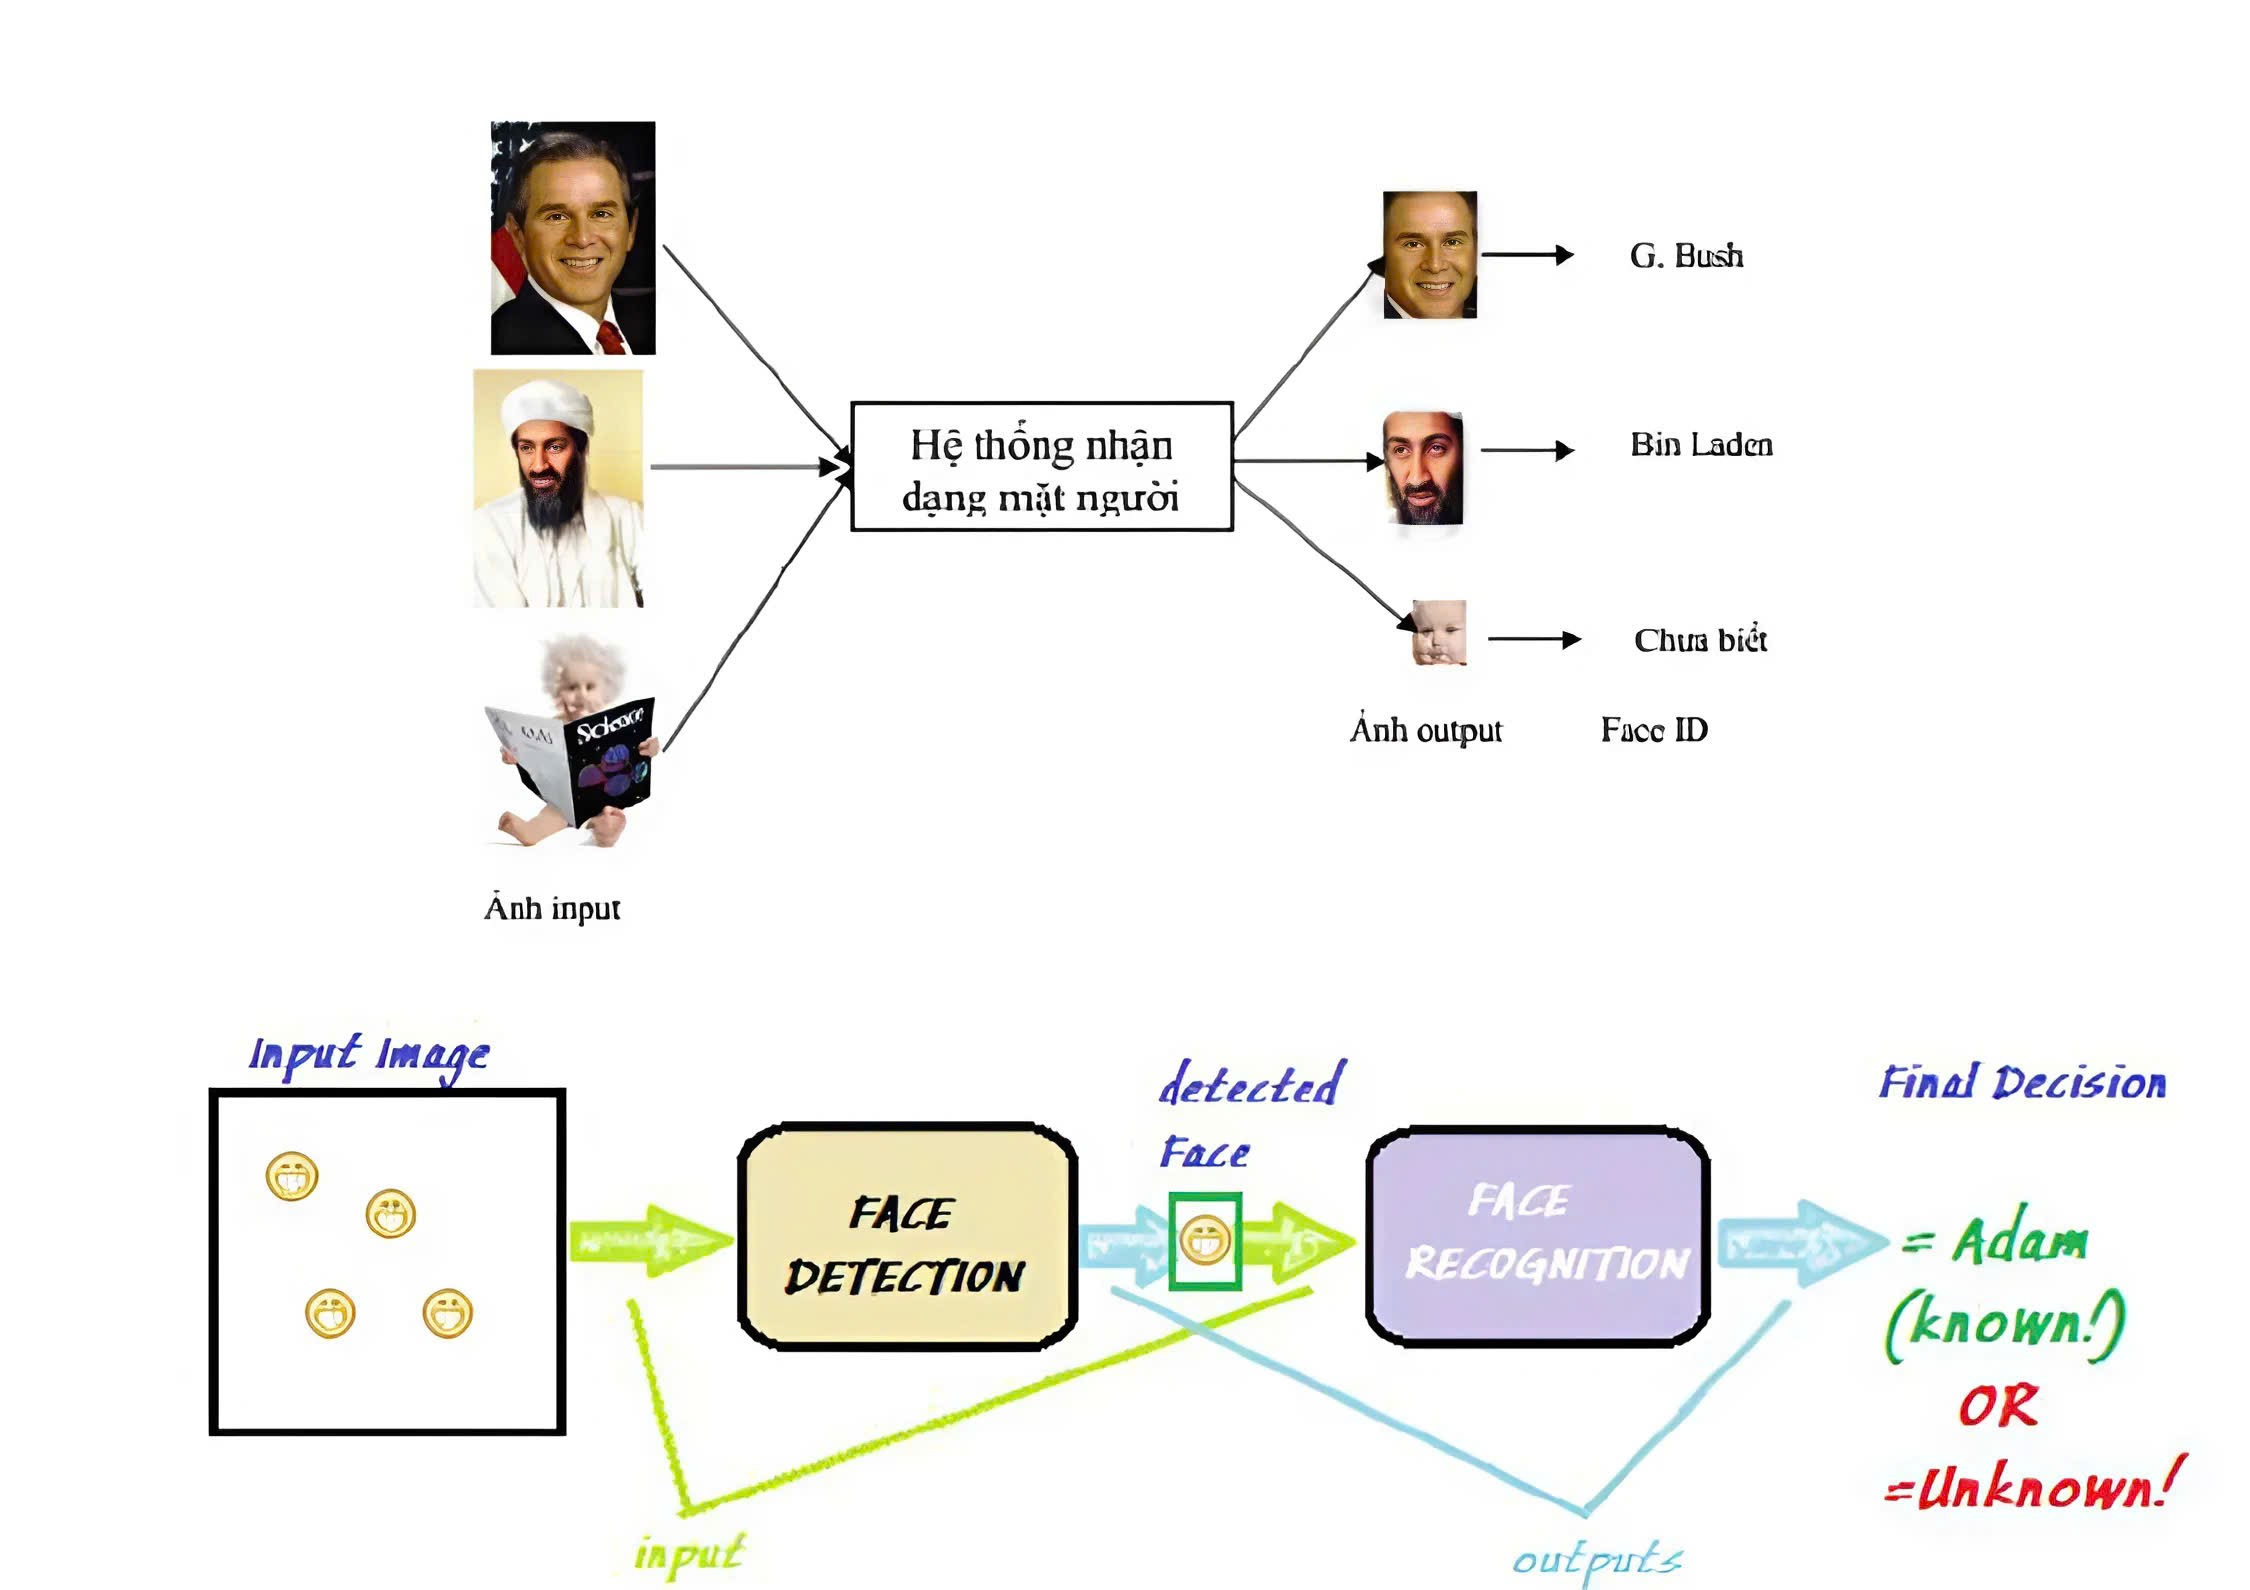 G. Bush
Hệ thống nhận
dạng mặt người
Bin Laden
Chưa biết
Ảnh output
Face ID
Ảnh input
Input Image
detected
Face
Final Decision
FACE
DETECTION
FACE
RECOGNITION
= Adam
(known!)
OR
=Unknown!
input
outputs